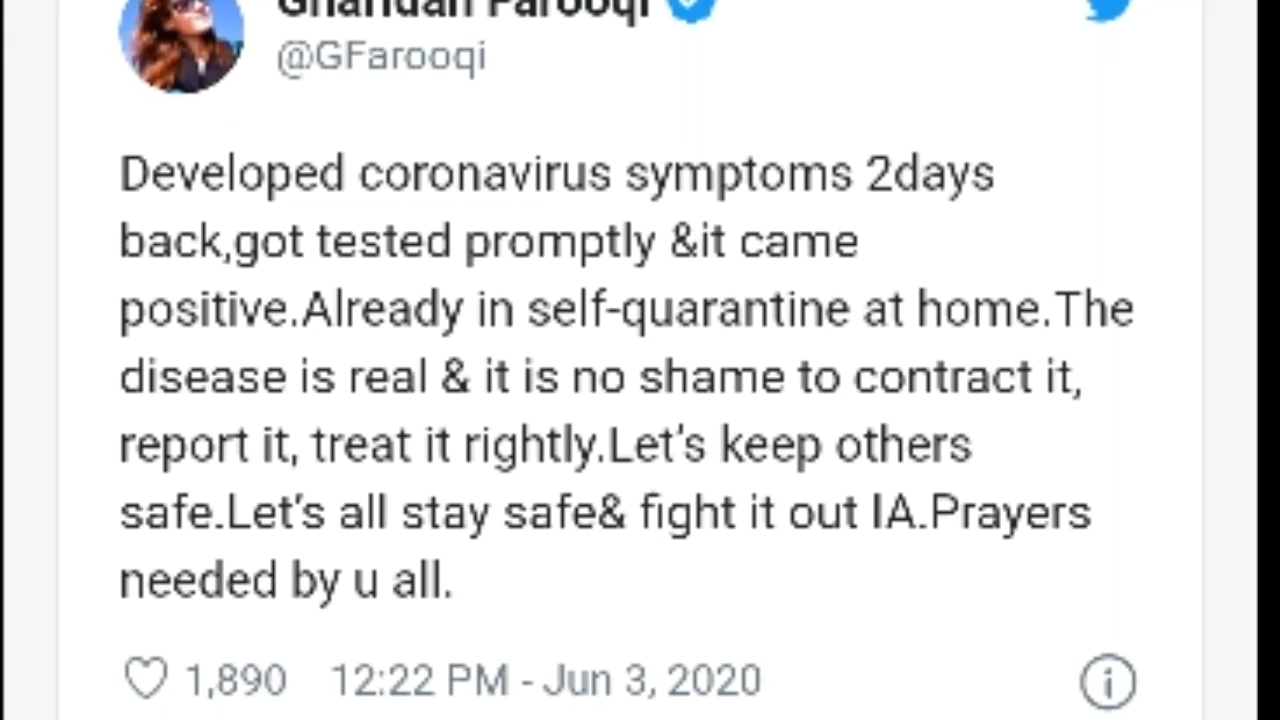 Gharidah Farooqi
@GFarooqi
Developed coronavirus symptoms 2days
back,got tested promptly &it came
positive.Already in self-quarantine at home.The
disease is real & it is no shame to contract it,
report it, treat it rightly.Let's keep others
safe.Let's all stay safe& fight it out IA.Prayers
needed by u all.
1,890 12:22 PM - Jun 3, 2020